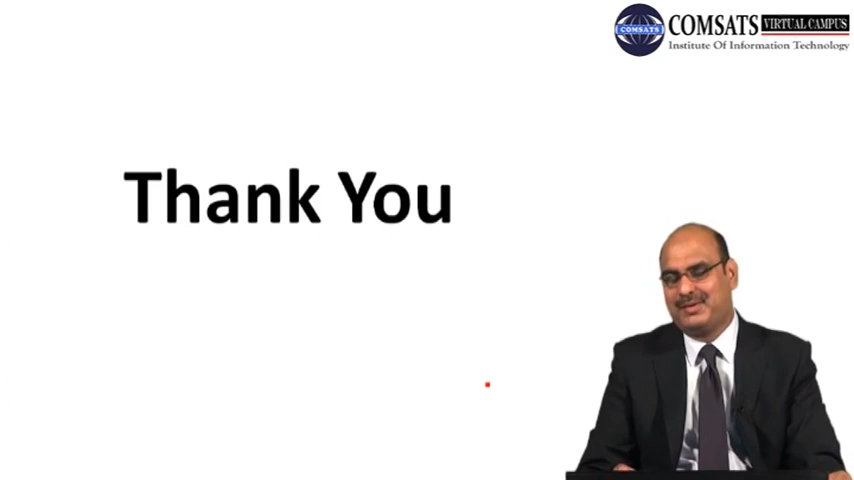 COMSATS VIRTUAL CAMPUS
COMSATS
Institute Of Information Technology
Thank You